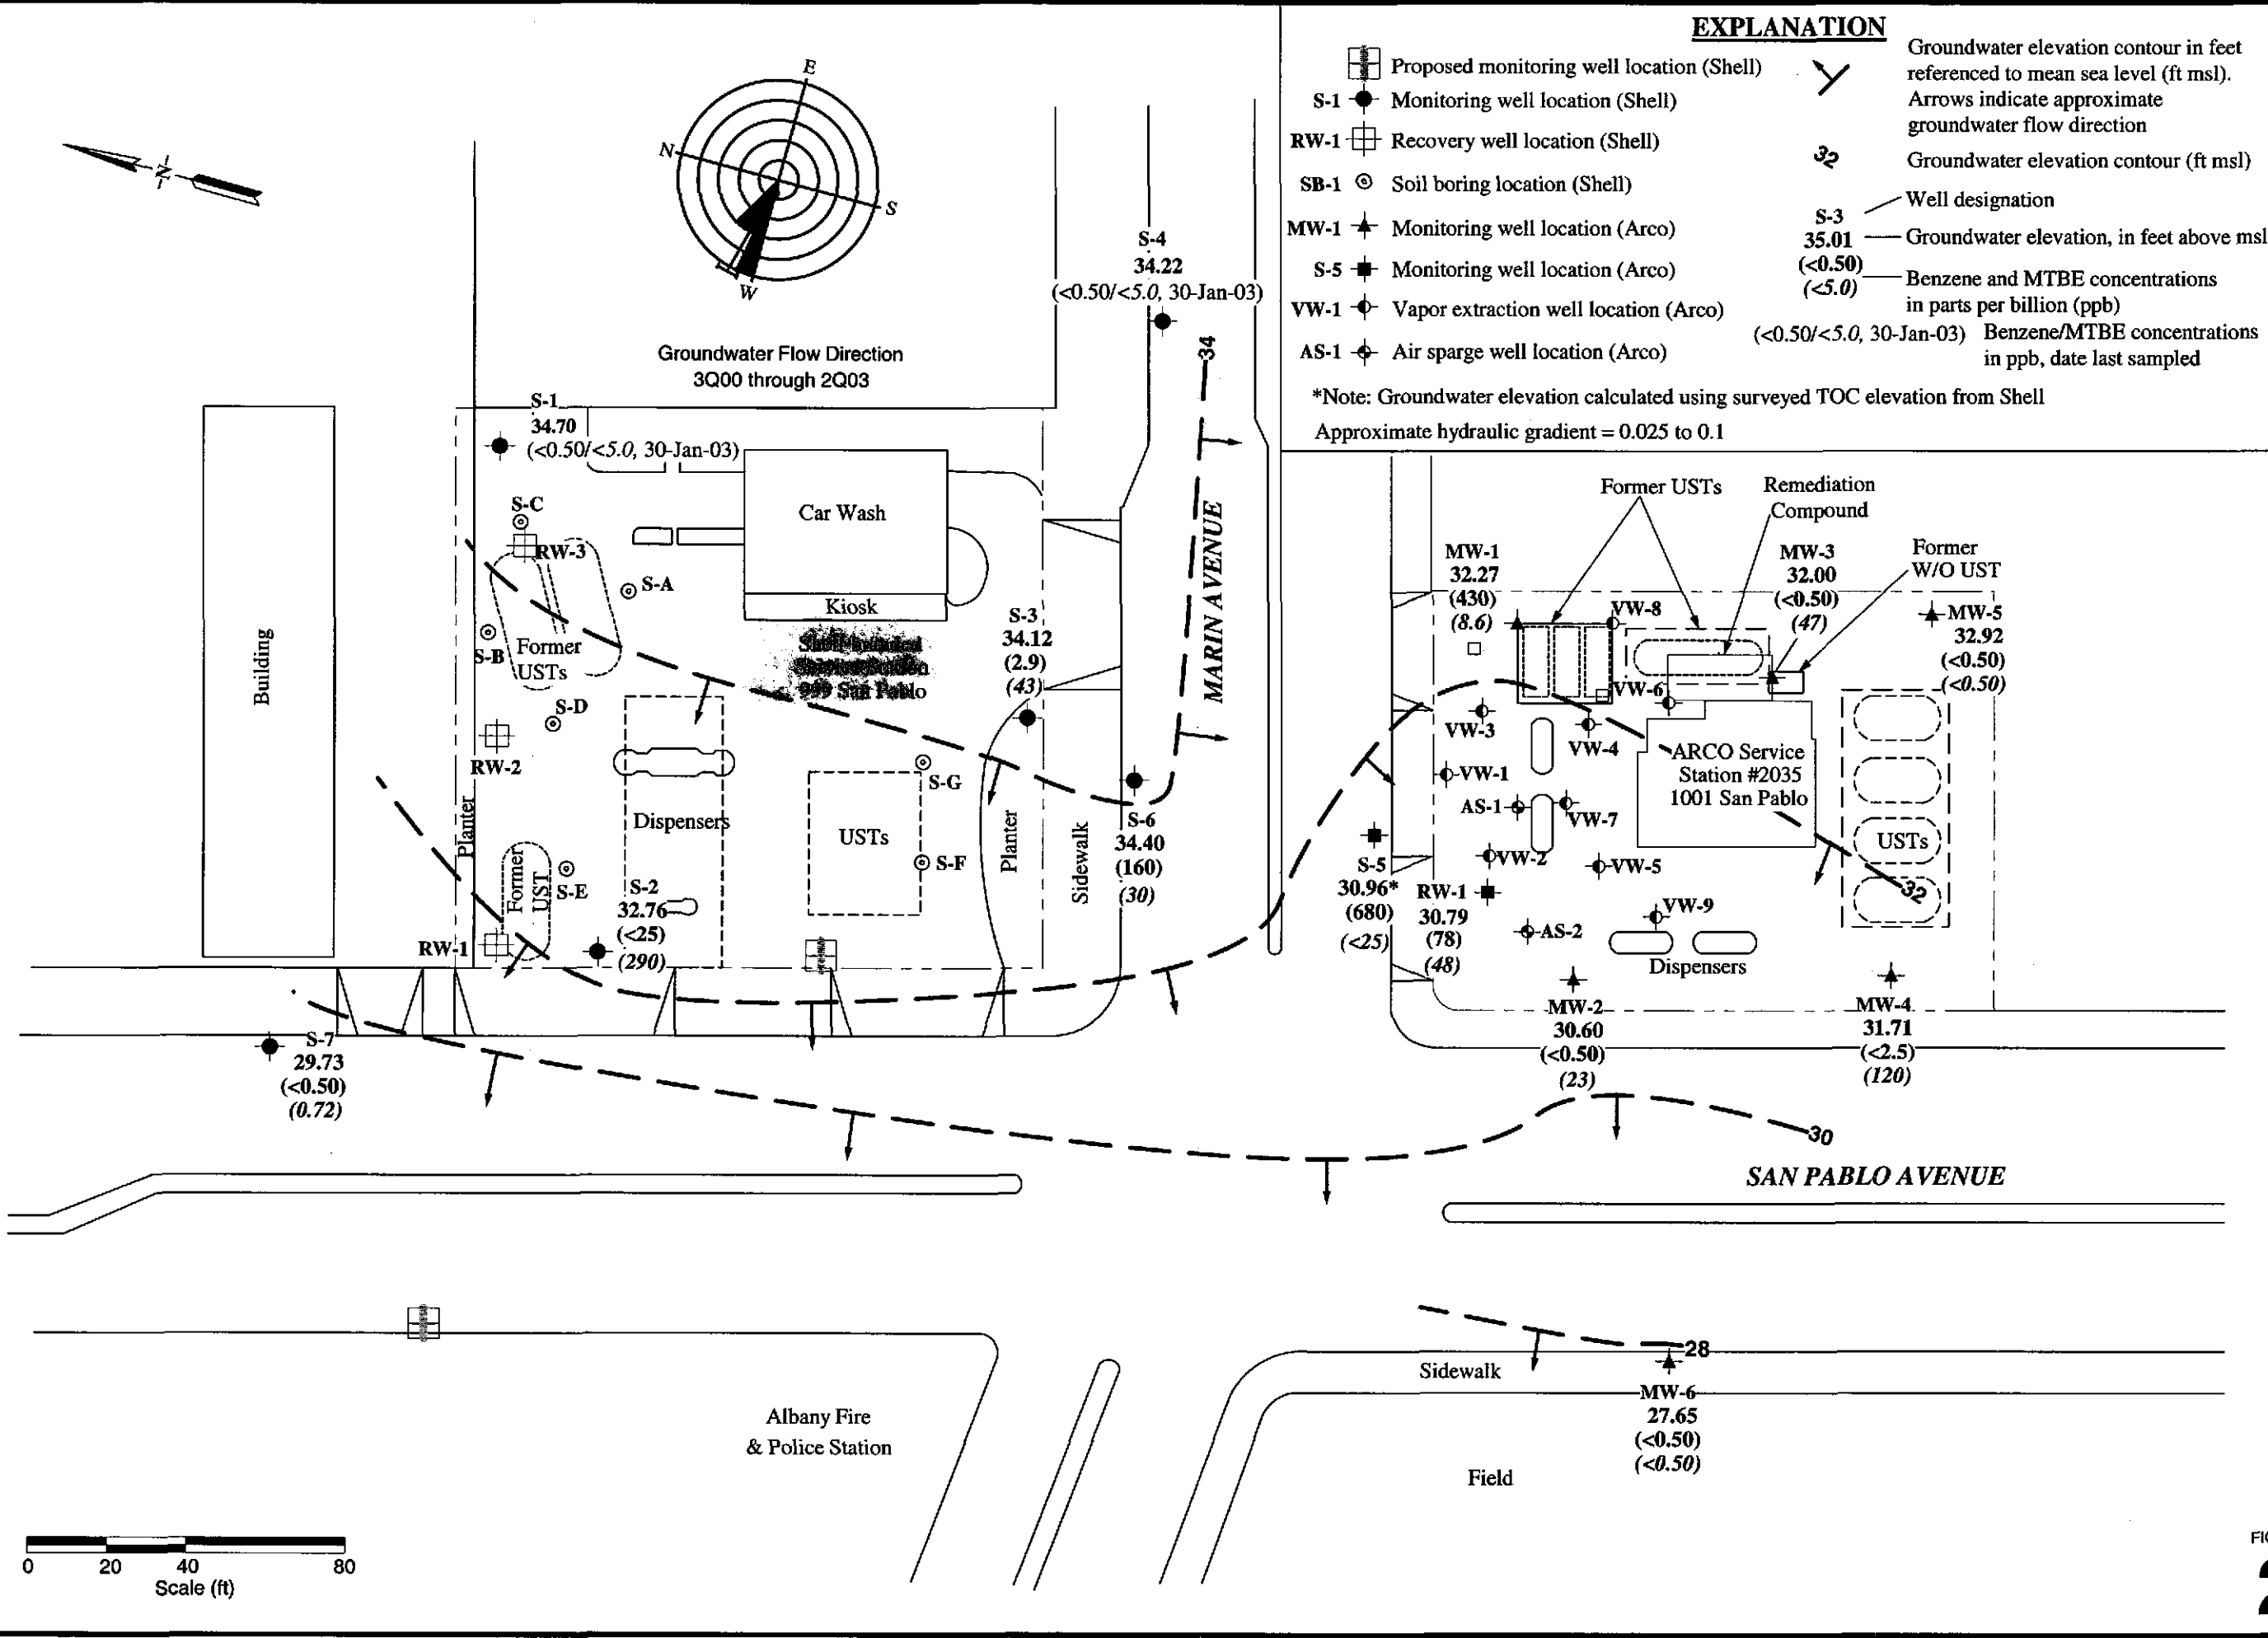 EXPLANATION
Proposed monitoring well location (Shell)
S-1 Monitoring well location (Shell)
RW-1 Recovery well location (Shell)
SB-1 Soil boring location (Shell)
MW-1 Monitoring well location (Arco)
S-5 Monitoring well location (Arco)
VW-1 Vapor extraction well location (Arco)
AS-1 Air sparge well location (Arco)
Groundwater elevation contour in feet
referenced to mean sea level (ft msl).
Arrows indicate approximate
groundwater flow direction
32 Groundwater elevation contour (ft msl)
Well designation
S-3
35.01 Groundwater elevation, in feet above msl
(<0.50)
(<5.0)
Benzene and MTBE concentrations
in parts per billion (ppb)
(<0.50/<5.0, 30-Jan-03) Benzene/MTBE concentrations
in ppb, date last sampled
*Note: Groundwater elevation calculated using surveyed TOC elevation from Shell
Approximate hydraulic gradient = 0.025 to 0.1
N
E
N
S
W
Groundwater Flow Direction
3Q00 through 2Q03
S-4
34.22
(<0.50/<5.0, 30-Jan-03)
34
S-1
34.70
(<0.50/<5.0, 30-Jan-03)
S-C
RW-3
S-A
S-B
Former
USTs
S-D
RW-2
Car Wash
Kiosk
999 San Pablo
S-3
34.12
(2.9)
(43)
MARIN AVENUE
Building
Planter
Dispensers
USTs
S-G
S-F
Planter
Sidewalk
S-6
34.40
(160)
(30)
Former
UST
S-E
S-2
32.76
(<25)
(290)
RW-1
S-7
29.73
(<0.50)
(0.72)
Former USTs
Remediation
Compound
MW-1
32.27
(430)
(8.6)
MW-3
32.00
(<0.50)
(47)
Former
W/O UST
VW-8
MW-5
32.92
(<0.50)
(<0.50)
VW-6
VW-3
VW-4
VW-1
ARCO Service
Station #2035
1001 San Pablo
AS-1
VW-7
USTs
VW-2
VW-5
S-5
30.96*
(680)
(<25)
RW-1
30.79
(78)
(48)
32
VW-9
AS-2
Dispensers
MW-2
30.60
(<0.50)
(23)
MW-4
31.71
(<2.5)
(120)
30
SAN PABLO AVENUE
28
Sidewalk
MW-6
27.65
(<0.50)
(<0.50)
Field
Albany Fire
& Police Station
0 20 40 80
Scale (ft)